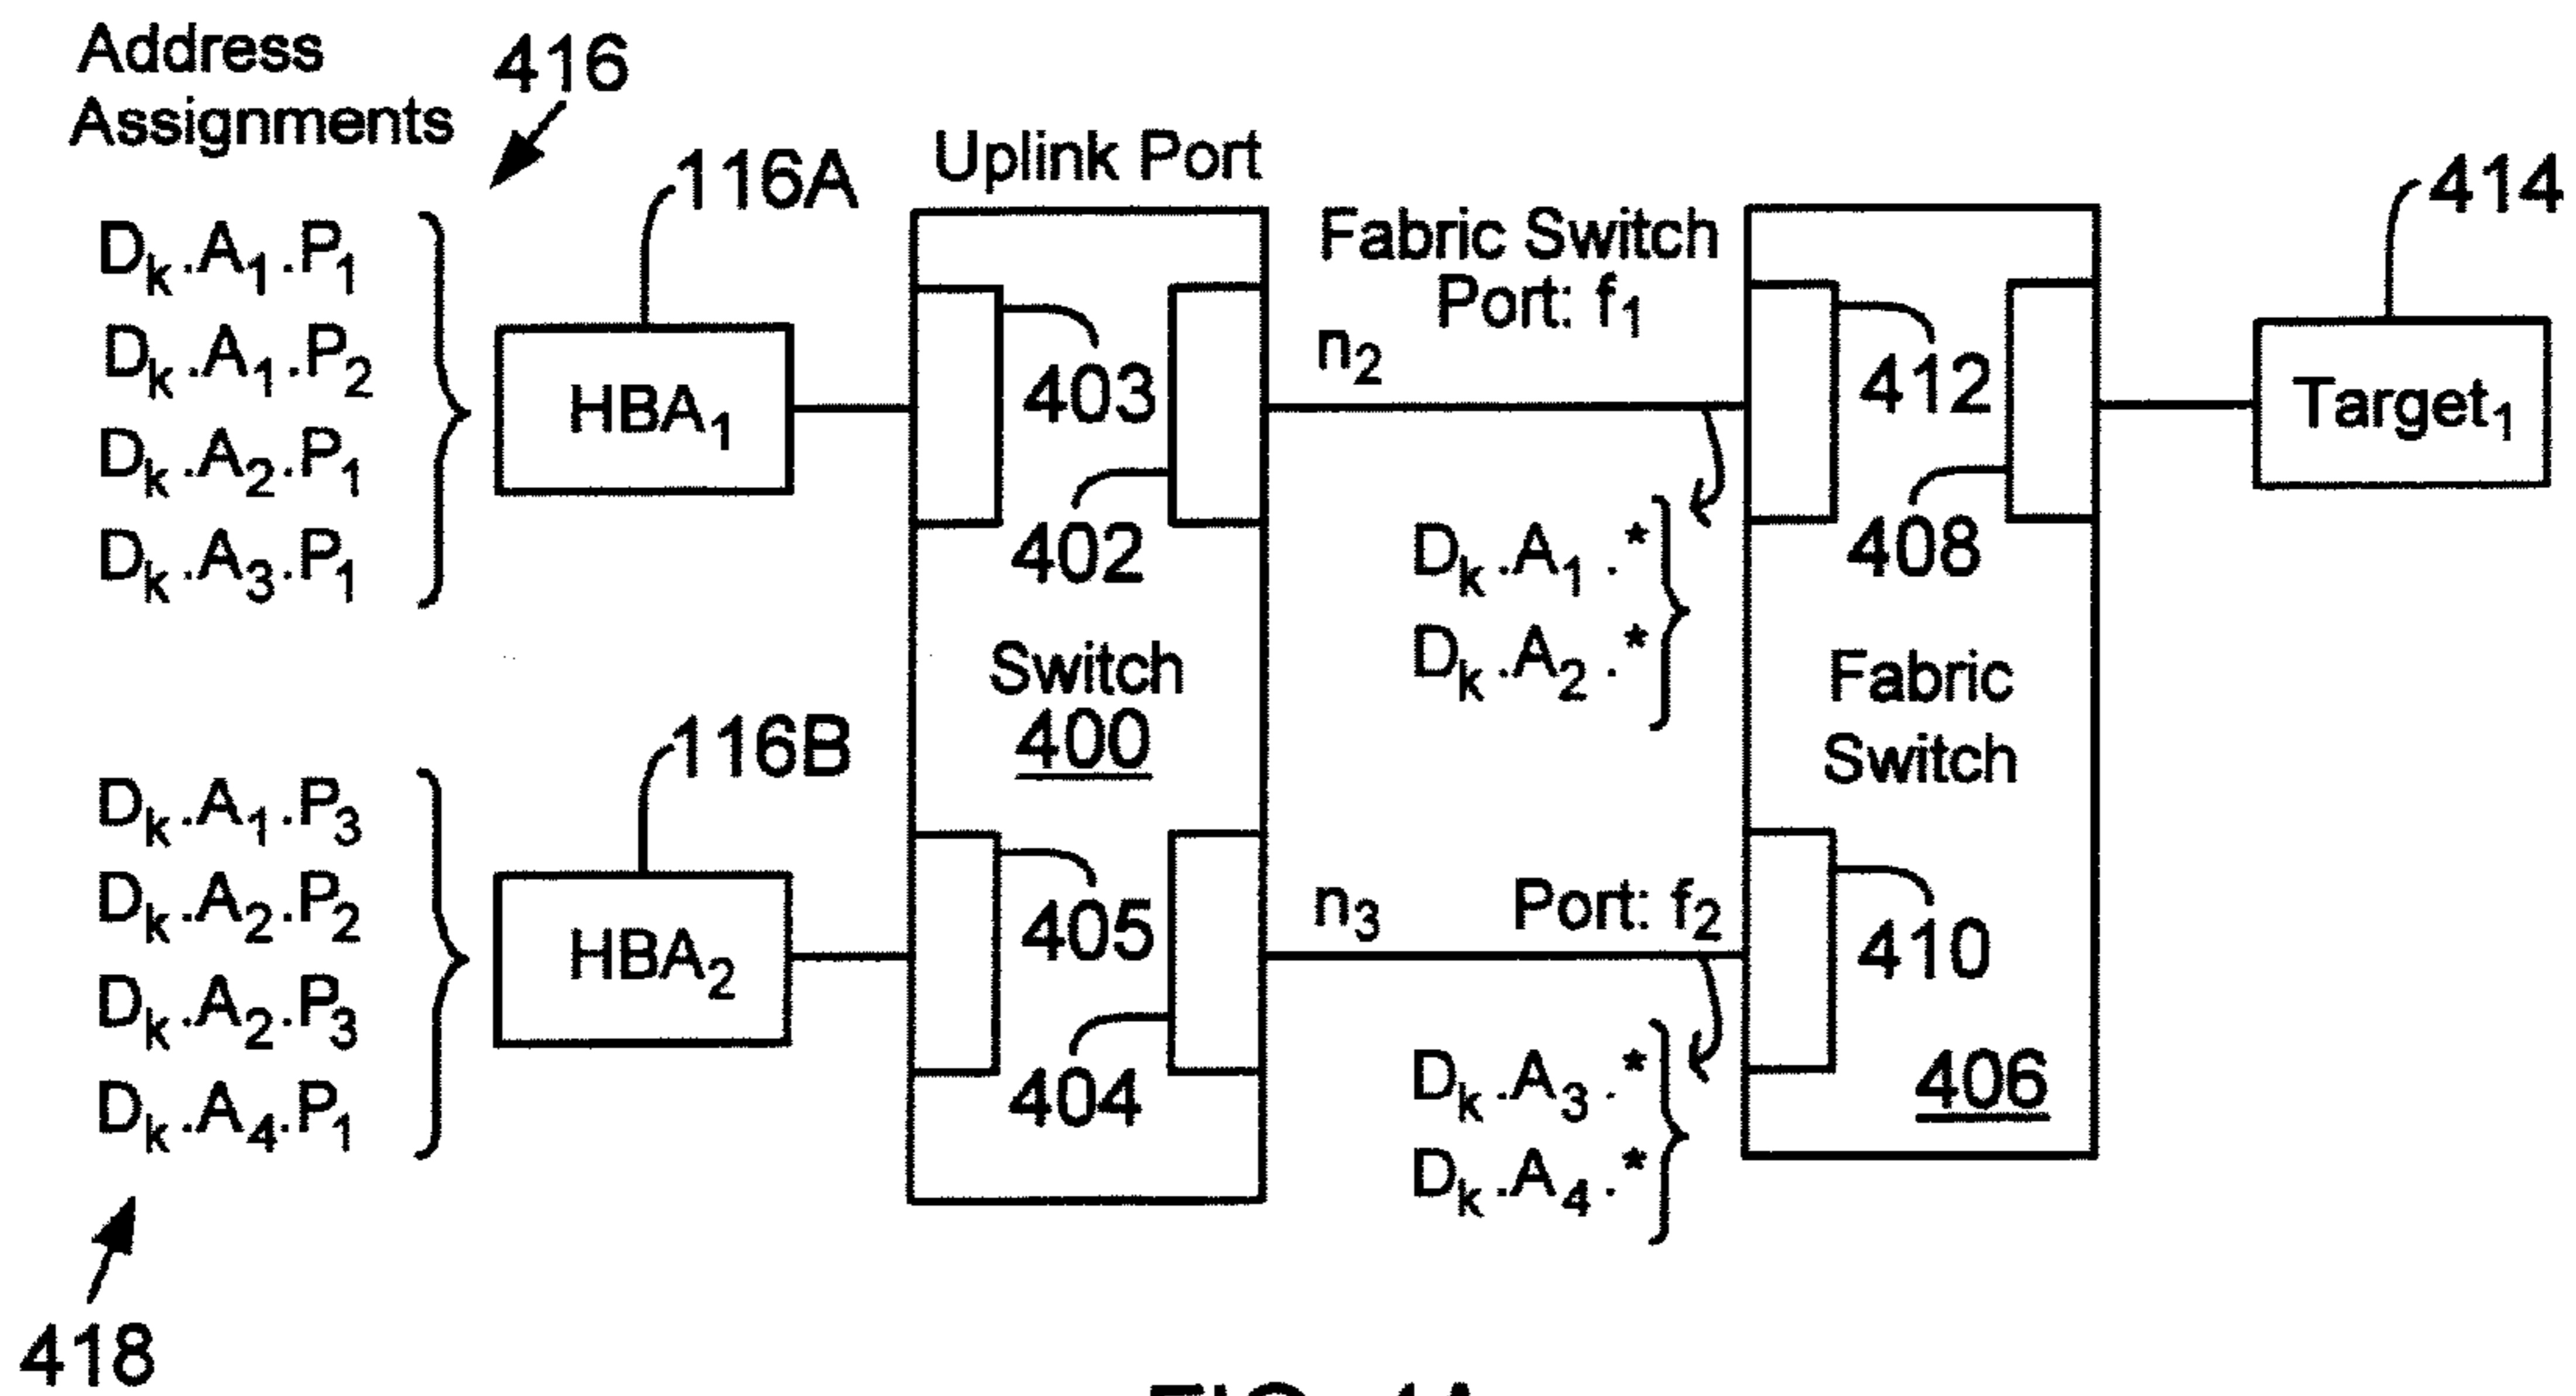 Address
Assignments
416
116A
Uplink Port
414
Dₖ.A₁.P₁
Dₖ.A₁.P₂
Dₖ.A₂.P₁
Dₖ.A₃.P₁
HBA₁
403
402
Fabric Switch
Port: f₁
n₂
412
408
Target₁
Dₖ.A₁.*
Dₖ.A₂.*
Switch
400
Fabric
Switch
116B
Dₖ.A₁.P₃
Dₖ.A₂.P₂
Dₖ.A₂.P₃
Dₖ.A₄.P₁
HBA₂
405
404
n₃
Port: f₂
410
Dₖ.A₃.*
Dₖ.A₄.*
406
418